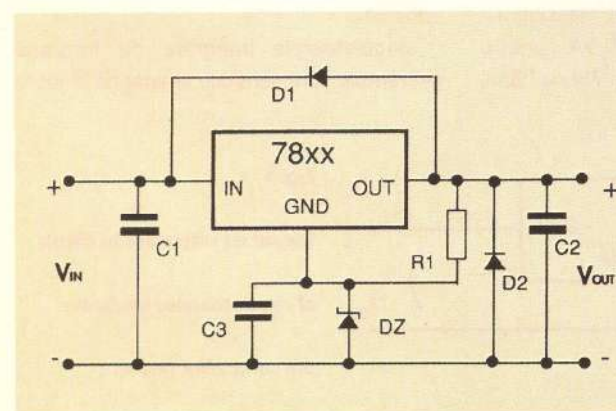 D1
78xx
+
IN
OUT
+
GND
C1
R1
C2
VIN
D2
VOUT
C3
DZ
-
-